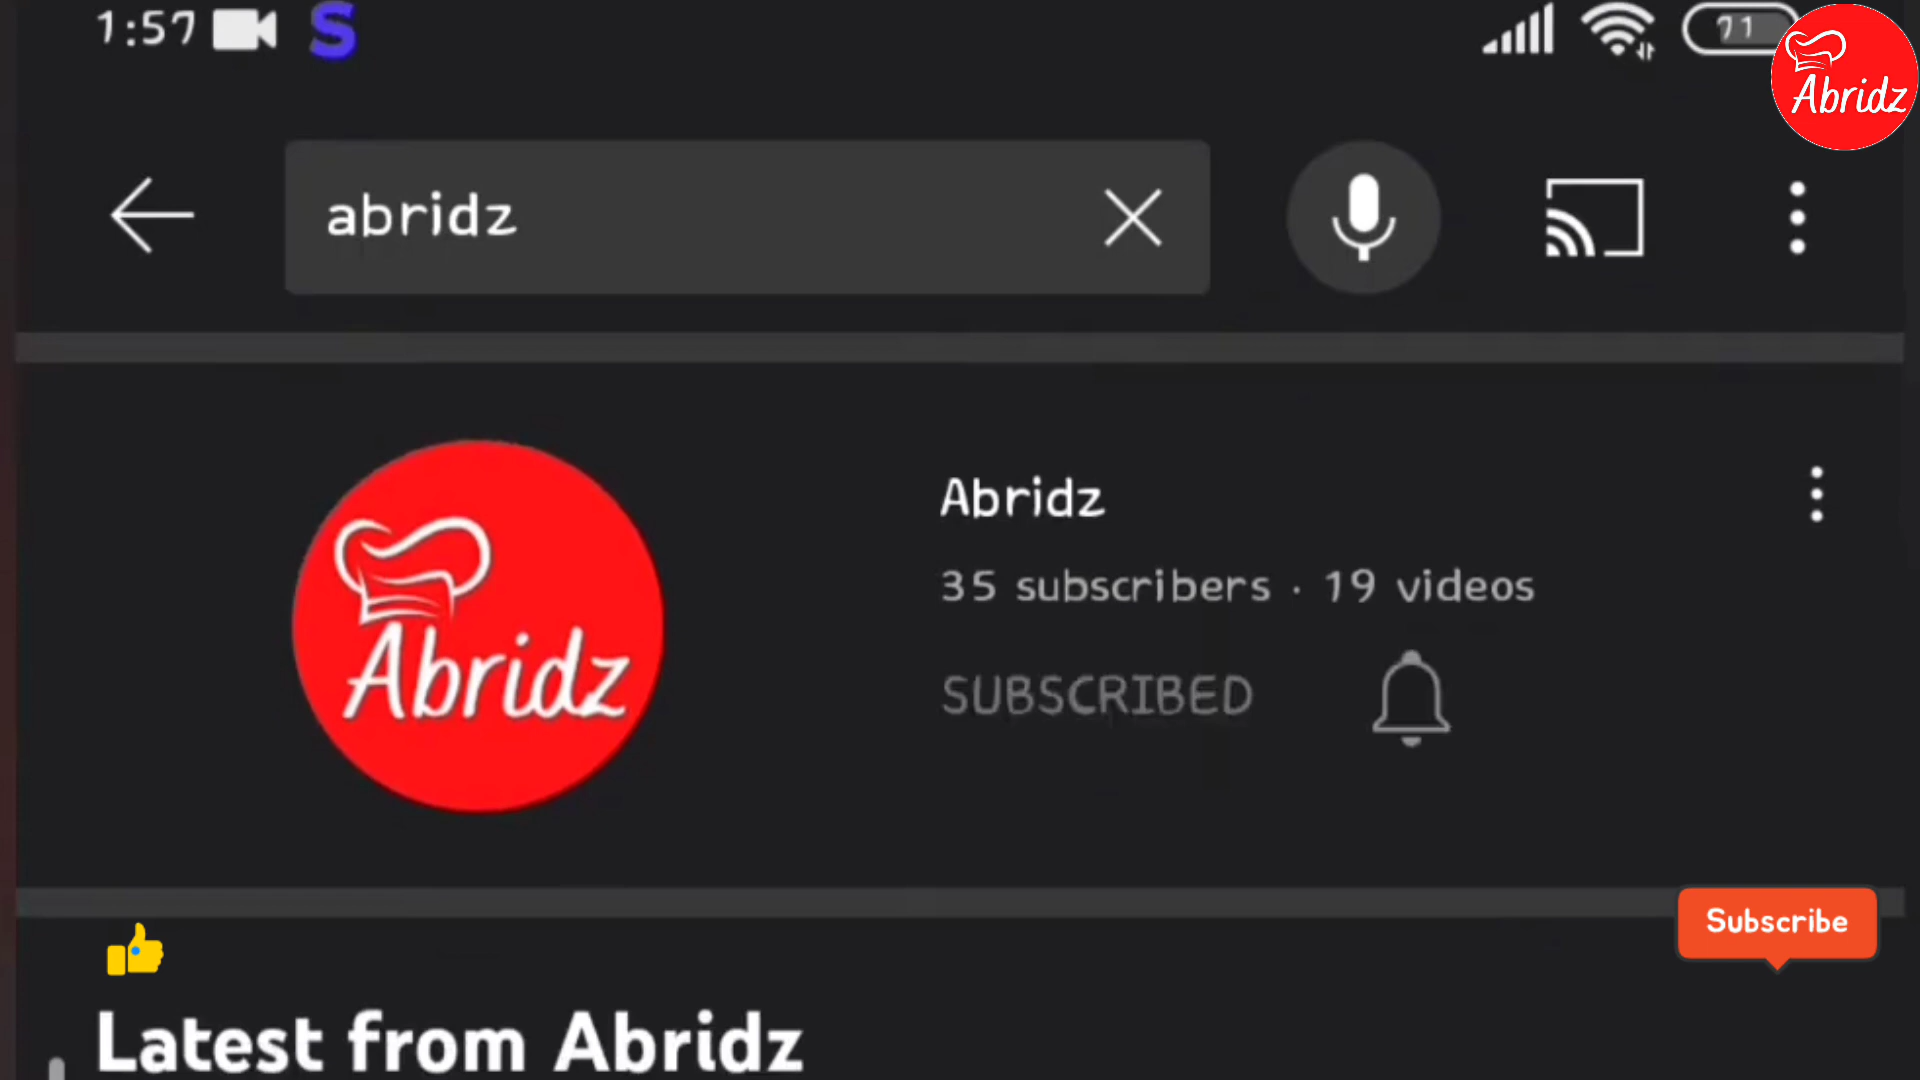 1:57
S
71
Abridz
abridz
Abridz
Abridz
35 subscribers · 19 videos
SUBSCRIBED
Subscribe
Latest from Abridz